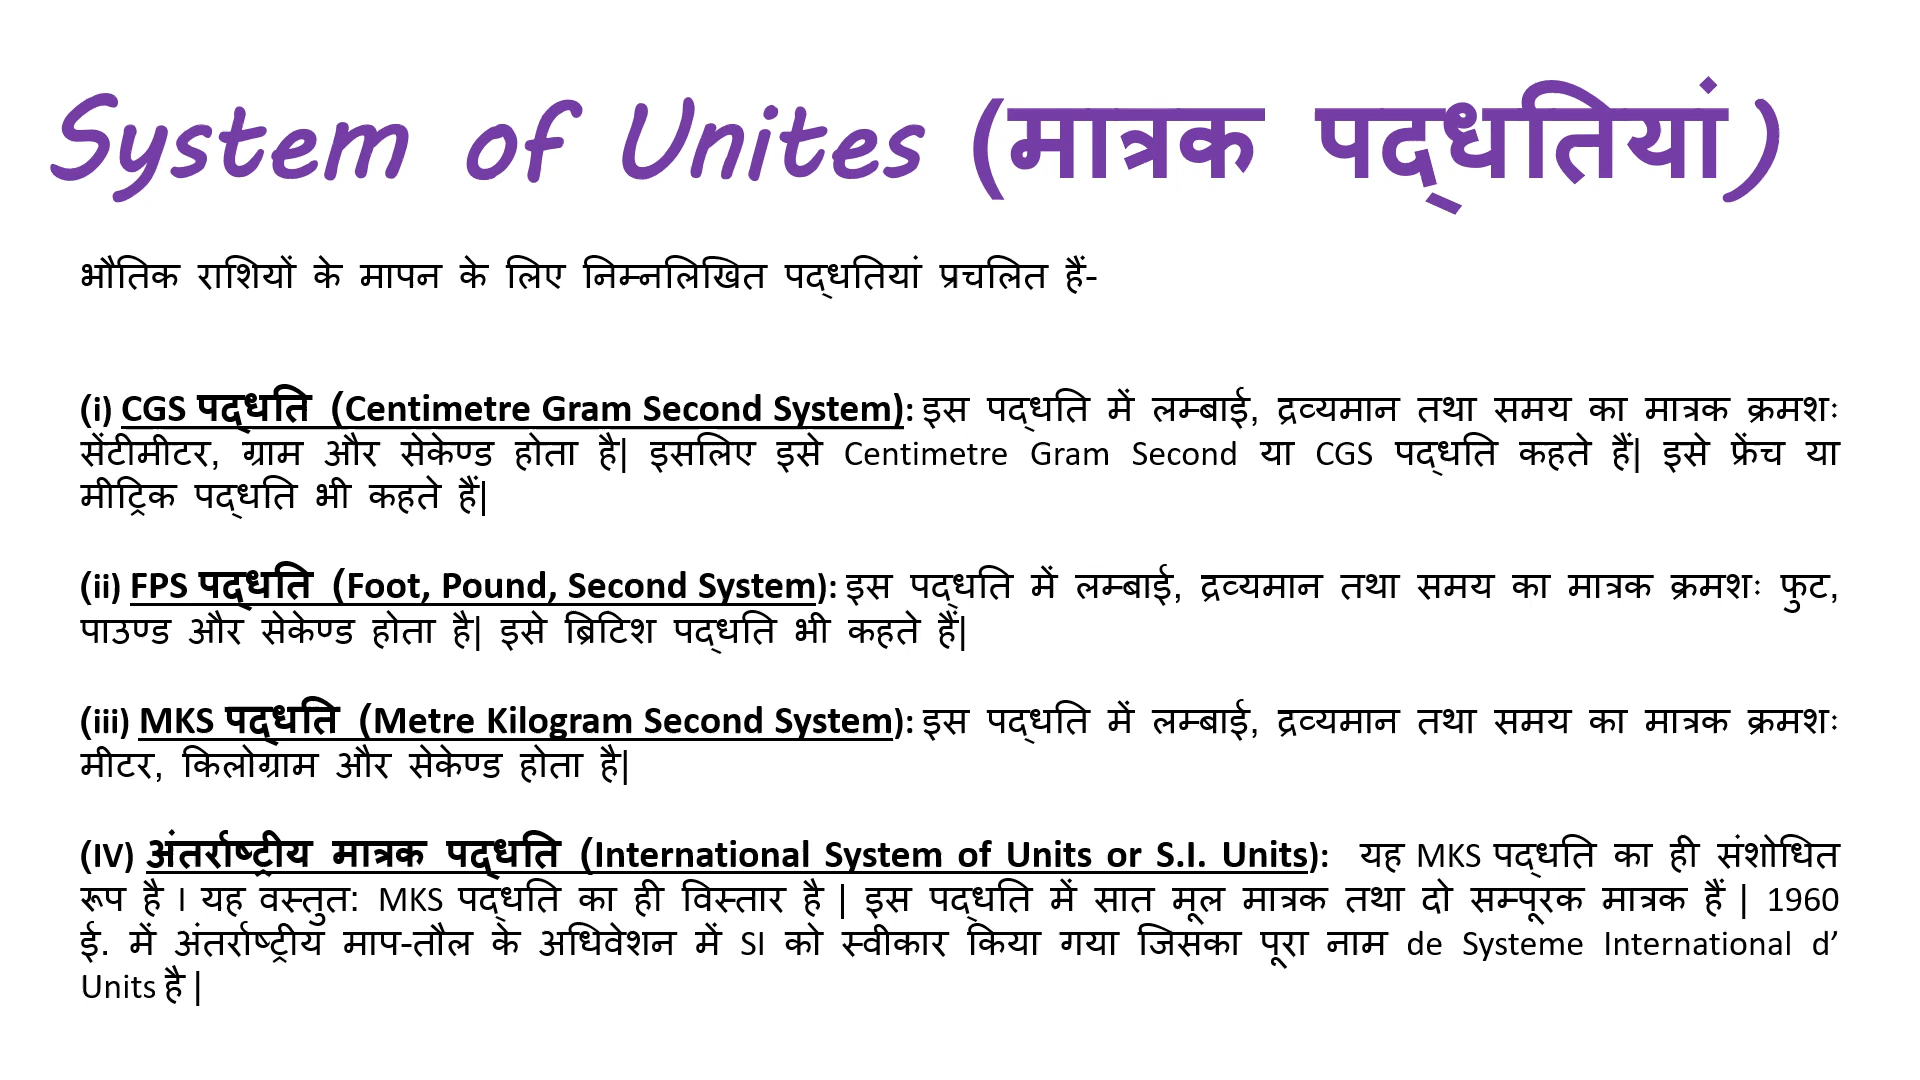 System of Unites (मात्रक पद्धतियां)
भौतिक राशियों के मापन के लिए निम्नलिखित पद्धतियां प्रचलित हैं-
(i) CGS पद्धति (Centimetre Gram Second System): इस पद्धति में लम्बाई, द्रव्यमान तथा समय का मात्रक क्रमशः
सेंटीमीटर, ग्राम और सेकेण्ड होता है| इसलिए इसे Centimetre Gram Second या CGS पद्धति कहते हैं| इसे फ्रेंच या
मीट्रिक पद्धति भी कहते हैं|
(ii) FPS पद्धति (Foot, Pound, Second System): इस पद्धति में लम्बाई, द्रव्यमान तथा समय का मात्रक क्रमशः फुट,
पाउण्ड और सेकेण्ड होता है| इसे ब्रिटिश पद्धति भी कहते हैं|
(iii) MKS पद्धति (Metre Kilogram Second System): इस पद्धति में लम्बाई, द्रव्यमान तथा समय का मात्रक क्रमशः
मीटर, किलोग्राम और सेकेण्ड होता है|
(IV) अंतर्राष्ट्रीय मात्रक पद्धति (International System of Units or S.I. Units): यह MKS पद्धति का ही संशोधित
रूप है । यह वस्तुत: MKS पद्धति का ही विस्तार है | इस पद्धति में सात मूल मात्रक तथा दो सम्पूरक मात्रक हैं | 1960
ई. में अंतर्राष्ट्रीय माप-तौल के अधिवेशन में SI को स्वीकार किया गया जिसका पूरा नाम de Systeme International d’
Units है |